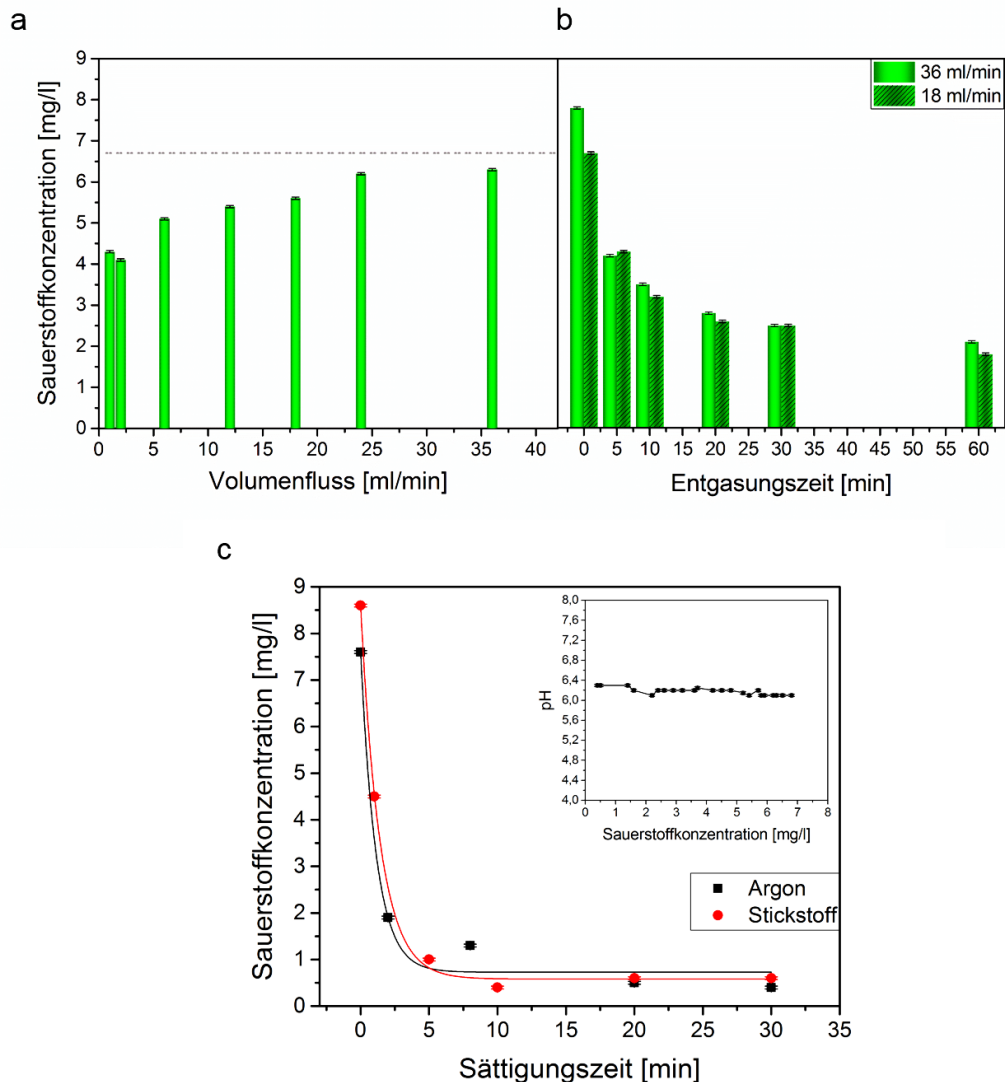 a
b
9
8
7
6
5
4
3
2
1
0
Sauerstoffkonzentration [mg/l]
0 5 10 15 20 25 30 35 40
Volumenfluss [ml/min]
36 ml/min
18 ml/min
0 5 10 15 20 25 30 35 40 45 50 55 60
Entgasungszeit [min]
c
9
8
7
6
5
4
3
2
1
0
Sauerstoffkonzentration [mg/l]
8,0
7,6
7,2
6,8
6,4
6,0
5,6
5,2
4,8
4,4
4,0
pH
0 1 2 3 4 5 6 7 8
Sauerstoffkonzentration [mg/l]
Argon
Stickstoff
0 5 10 15 20 25 30 35
Sättigungszeit [min]